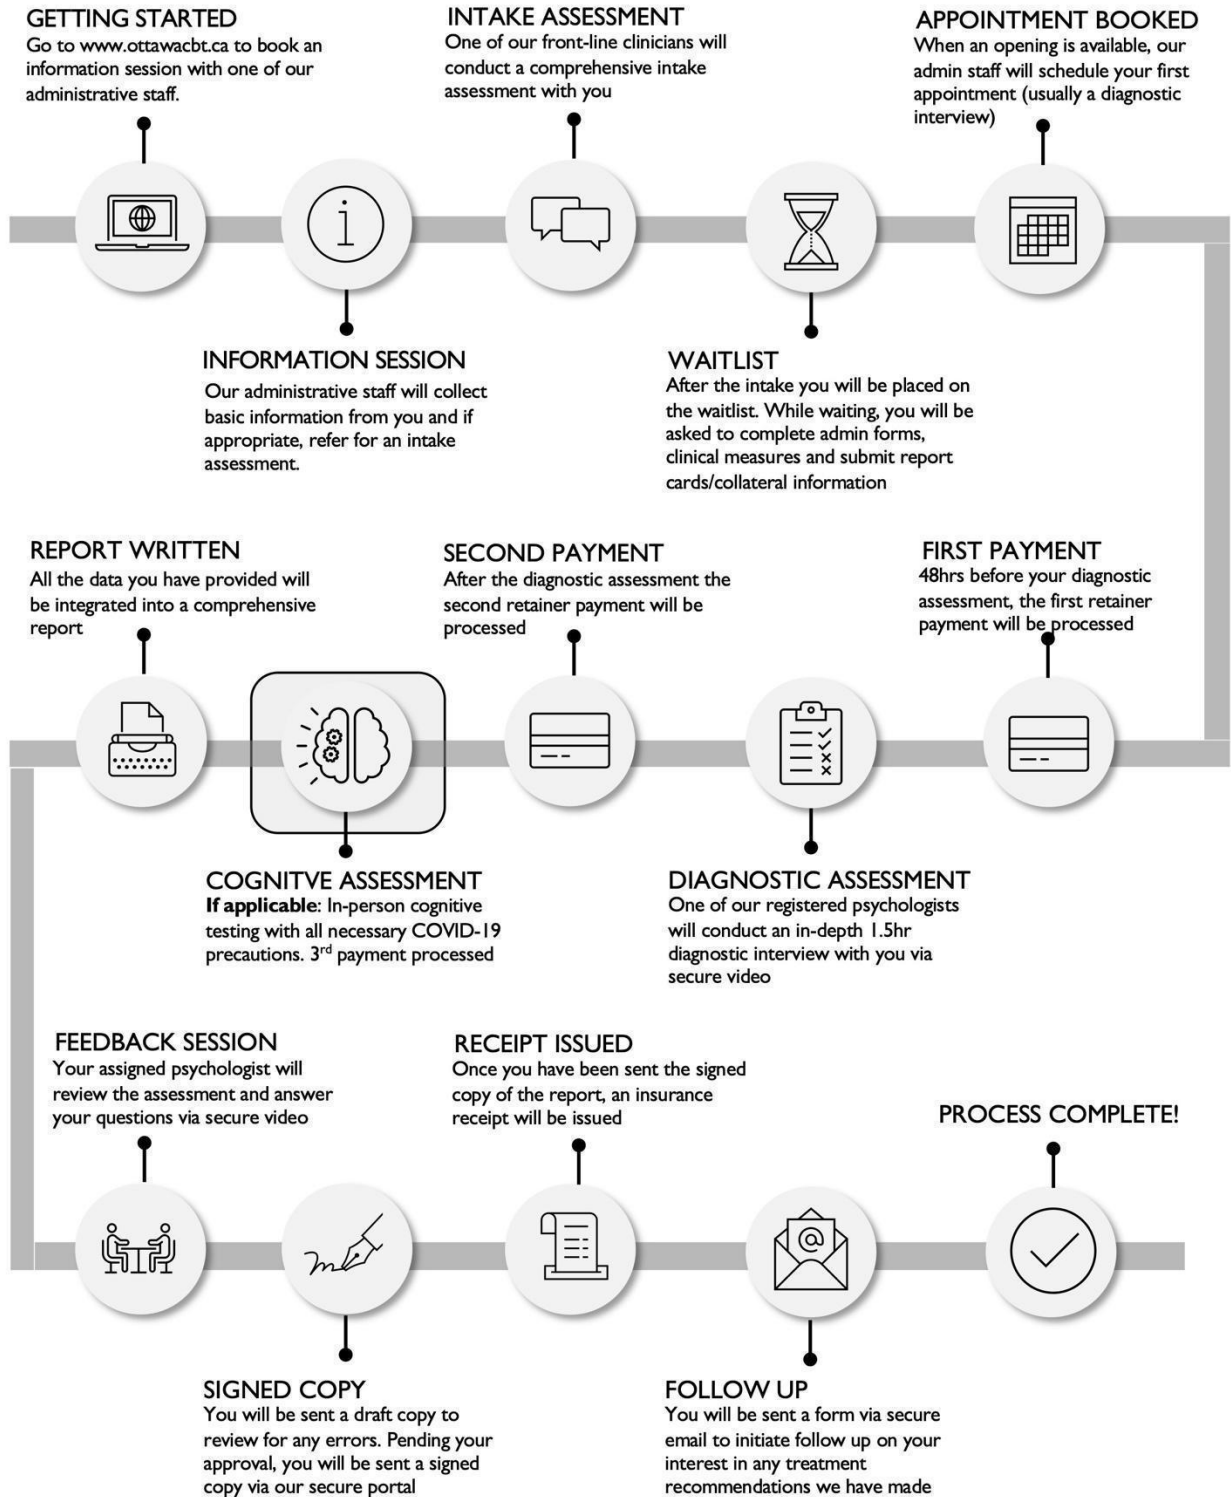 GETTING STARTED
Go to www.ottawacbt.ca to book an
information session with one of our
administrative staff.
INFORMATION SESSION
Our administrative staff will collect
basic information from you and if
appropriate, refer for an intake
assessment.
INTAKE ASSESSMENT
One of our front-line clinicians will
conduct a comprehensive intake
assessment with you
WAITLIST
After the intake you will be placed on
the waitlist. While waiting, you will be
asked to complete admin forms,
clinical measures and submit report
cards/collateral information
APPOINTMENT BOOKED
When an opening is available, our
admin staff will schedule your first
appointment (usually a diagnostic
interview)
FIRST PAYMENT
48hrs before your diagnostic
assessment, the first retainer
payment will be processed
DIAGNOSTIC ASSESSMENT
One of our registered psychologists
will conduct an in-depth 1.5hr
diagnostic interview with you via
secure video
SECOND PAYMENT
After the diagnostic assessment the
second retainer payment will be
processed
COGNITVE ASSESSMENT
If applicable: In-person cognitive
testing with all necessary COVID-19
precautions. 3rd payment processed
REPORT WRITTEN
All the data you have provided will
be integrated into a comprehensive
report
FEEDBACK SESSION
Your assigned psychologist will
review the assessment and answer
your questions via secure video
SIGNED COPY
You will be sent a draft copy to
review for any errors. Pending your
approval, you will be sent a signed
copy via our secure portal
RECEIPT ISSUED
Once you have been sent the signed
copy of the report, an insurance
receipt will be issued
FOLLOW UP
You will be sent a form via secure
email to initiate follow up on your
interest in any treatment
recommendations we have made
PROCESS COMPLETE!